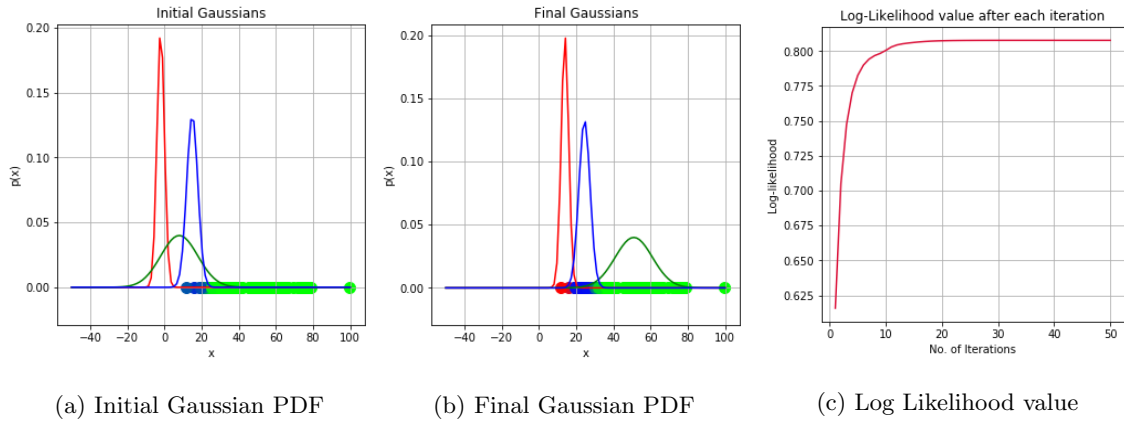 Initial Gaussians
0.20
0.15
0.10
0.05
0.00
p(x)
−40 −20 0 20 40 60 80 100
x
(a) Initial Gaussian PDF
Final Gaussians
0.20
0.15
0.10
0.05
0.00
p(x)
−40 −20 0 20 40 60 80 100
x
(b) Final Gaussian PDF
Log-Likelihood value after each iteration
0.800
0.775
0.750
0.725
0.700
0.675
0.650
0.625
Log-likelihood
0 10 20 30 40 50
No. of Iterations
(c) Log Likelihood value